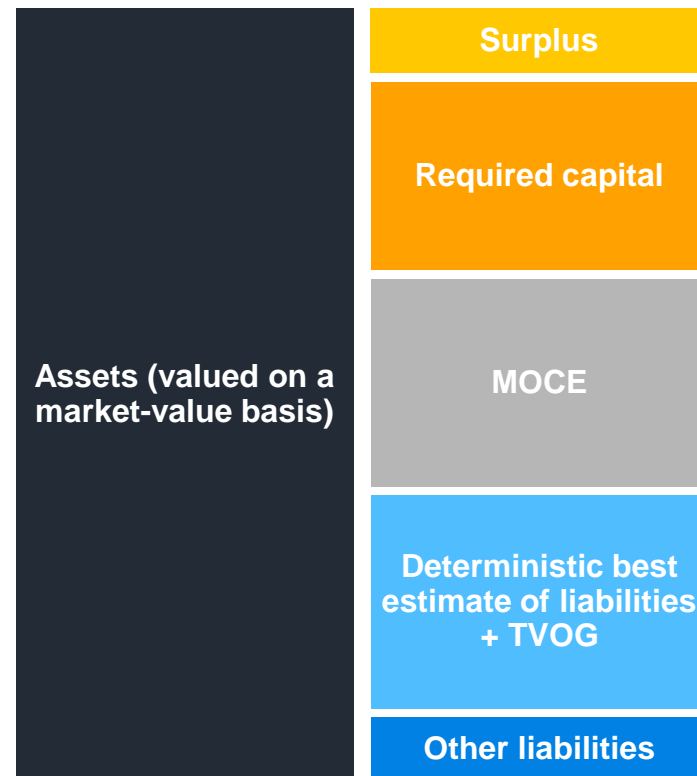 Assets (valued on a
market-value basis)
Surplus
Required capital
MOCE
Deterministic best
estimate of liabilities
+ TVOG
Other liabilities